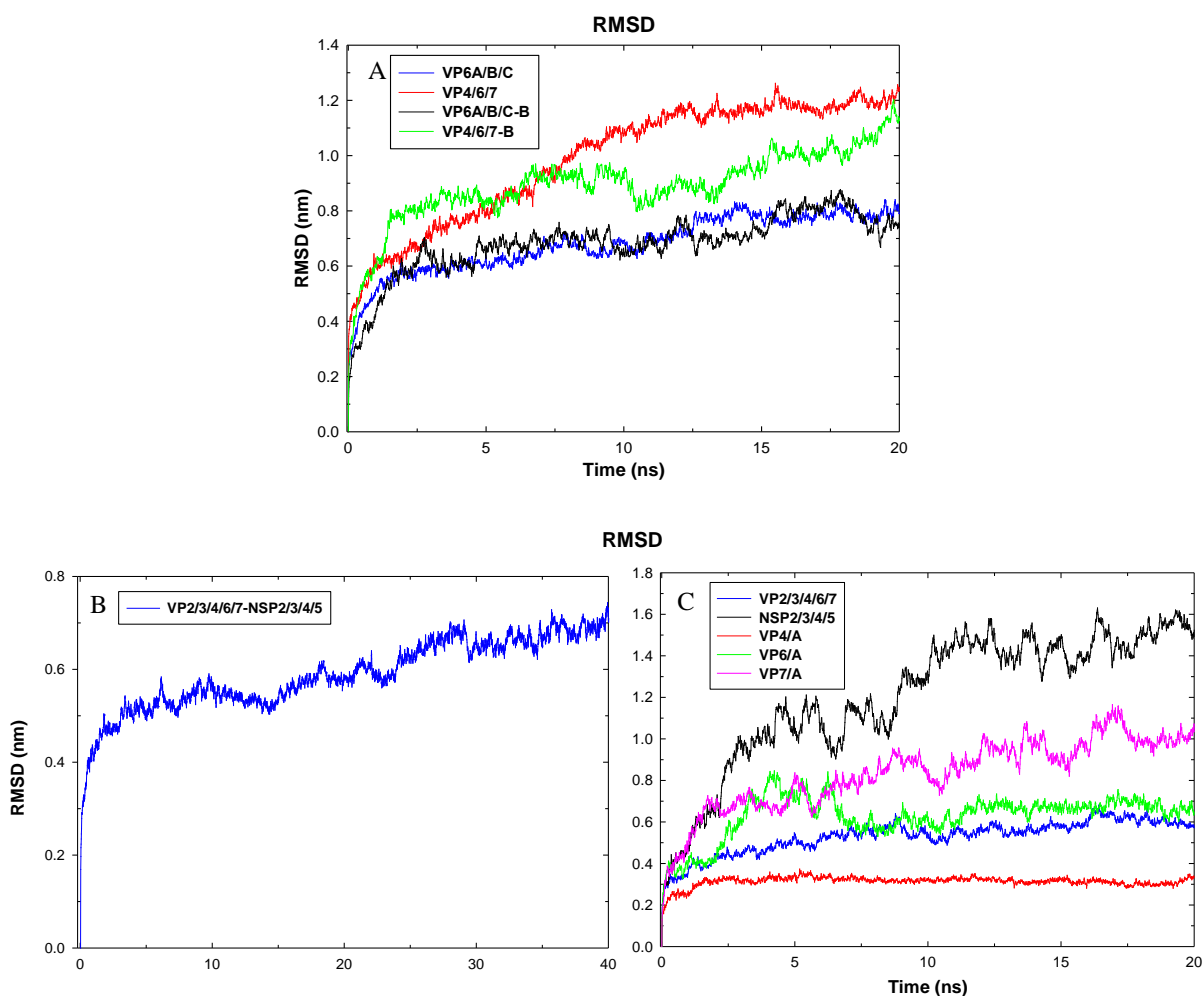 RMSD
A
VP6A/B/C
VP4/6/7
VP6A/B/C-B
VP4/6/7-B
RMSD (nm)
1.4
1.2
1.0
0.8
0.6
0.4
0.2
0.0
0 5 10 15 20
Time (ns)
RMSD
B
VP2/3/4/6/7-NSP2/3/4/5
RMSD (nm)
0.8
0.6
0.4
0.2
0.0
0 10 20 30 40
C
VP2/3/4/6/7
NSP2/3/4/5
VP4/A
VP6/A
VP7/A
1.8
1.6
1.4
1.2
1.0
0.8
0.6
0.4
0.2
0.0
0 5 10 15 20
Time (ns)